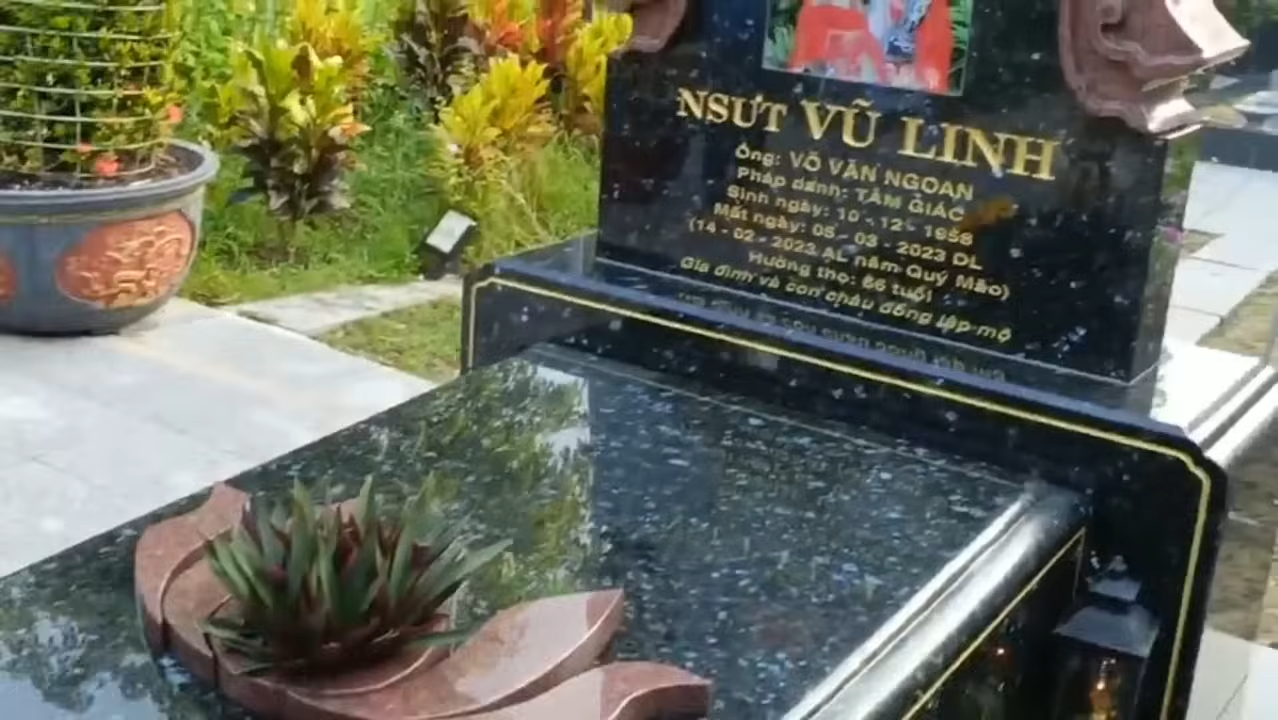 NSƯT VŨ LINH
Ông: VÕ VĂN NGOAN
Pháp danh: TÂM GIÁC
Sinh ngày: 10 - 12 - 1958
Mất ngày: 05 - 03 - 2023 DL
(14 - 02 - 2023 AL năm Quý Mão)
Hưởng thọ: 66 tuổi
Gia đình và con cháu đồng lập mộ